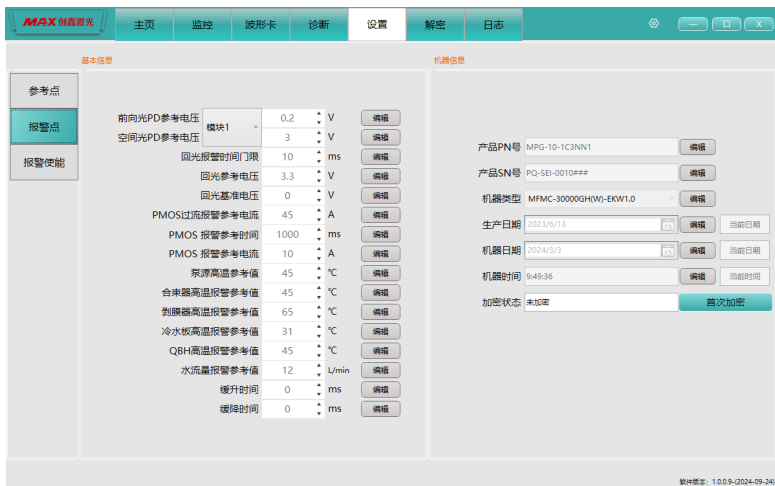 MAX 创鑫激光 主页 监控 波形卡 诊断 设置 解密 日志
基本信息 机器信息
参考点
报警点
报警使能
前向光PD参考电压 模块1 0.2 V 编辑
空间光PD参考电压 3 V 编辑
回光报警时间门限 10 ms 编辑
回光参考电压 3.3 V 编辑
回光基准电压 0 V 编辑
PMOS过流报警参考电流 45 A 编辑
PMOS 报警参考时间 1000 ms 编辑
PMOS 报警参考电流 10 A 编辑
泵源高温报警参考值 45 ℃ 编辑
合束器高温报警参考值 45 ℃ 编辑
剥膜器高温报警参考值 65 ℃ 编辑
冷水板高温报警参考值 31 ℃ 编辑
QBH高温报警参考值 45 ℃ 编辑
水流量报警参考值 12 L/min 编辑
缓升时间 0 ms 编辑
缓降时间 0 ms 编辑
产品PN号 MPG-10-1C3NN1 编辑
产品SN号 PQ-SEI-0010### 编辑
机器类型 MFMC-30000GH(W)-EKW1.0 编辑
生产日期 2023/6/13 15 编辑 当前日期
机器日期 2024/3/3 15 编辑 当前日期
机器时间 9:49:36 编辑 当前时间
加密状态 未加密 首次加密
软件版本：1.0.0.9-(2024-09-24)